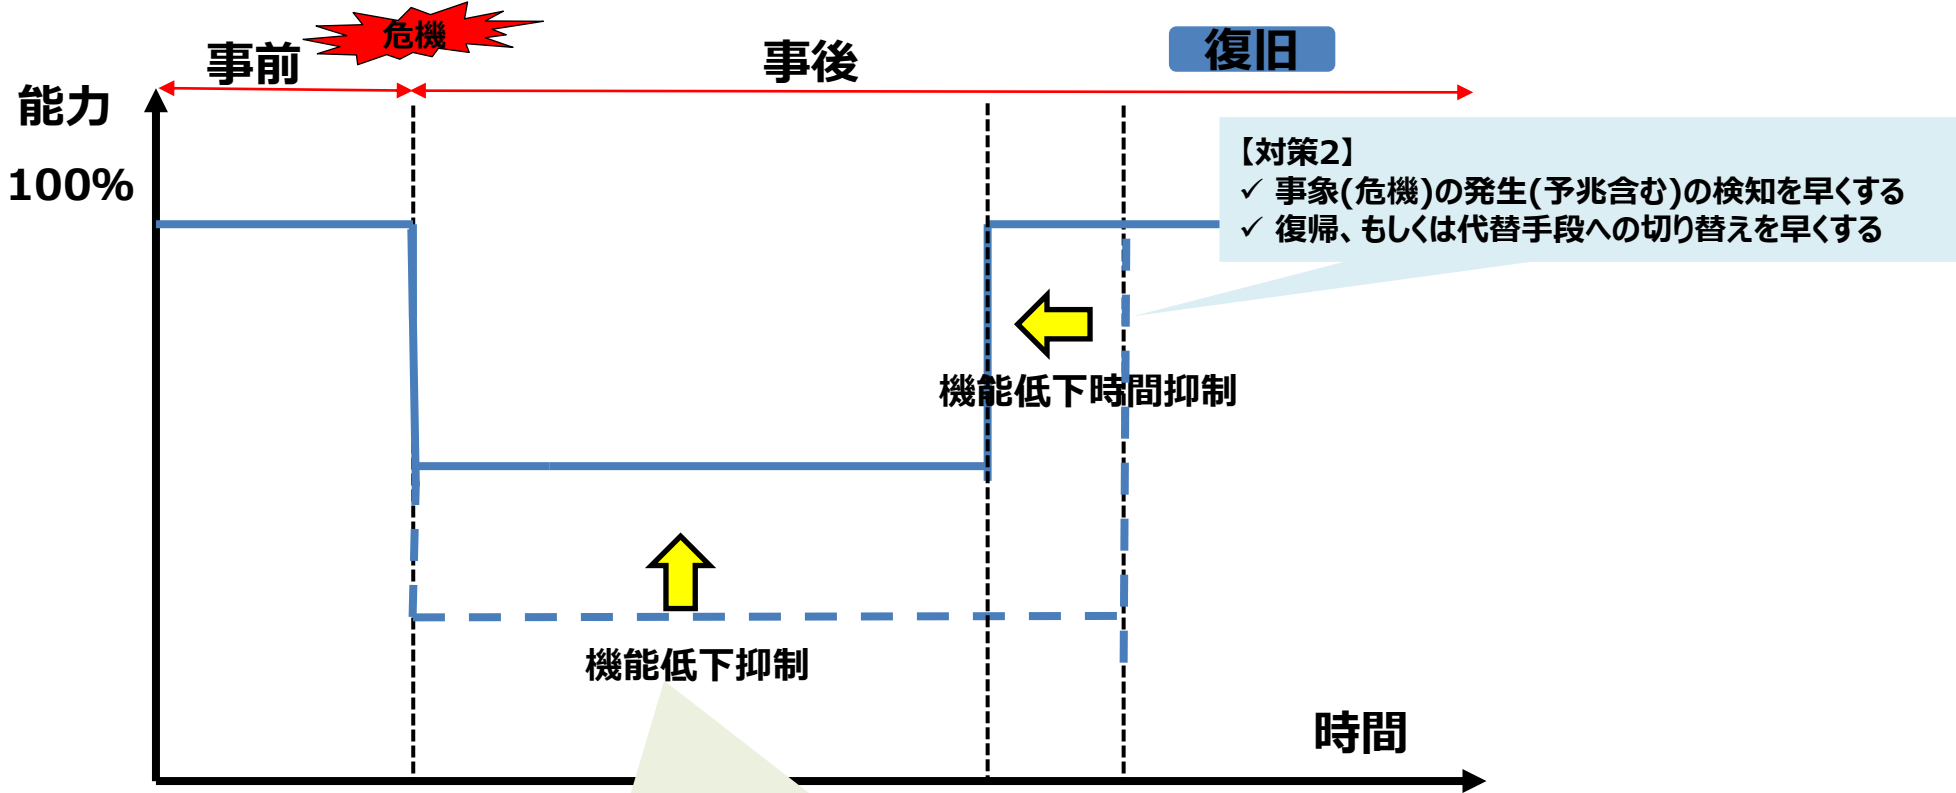 危機
事前
事後
復旧
能力
100%
【対策2】
✓ 事象(危機)の発生(予兆含む)の検知を早くする
✓ 復帰、もしくは代替手段への切り替えを早くする
機能低下時間抑制
機能低下抑制
時間